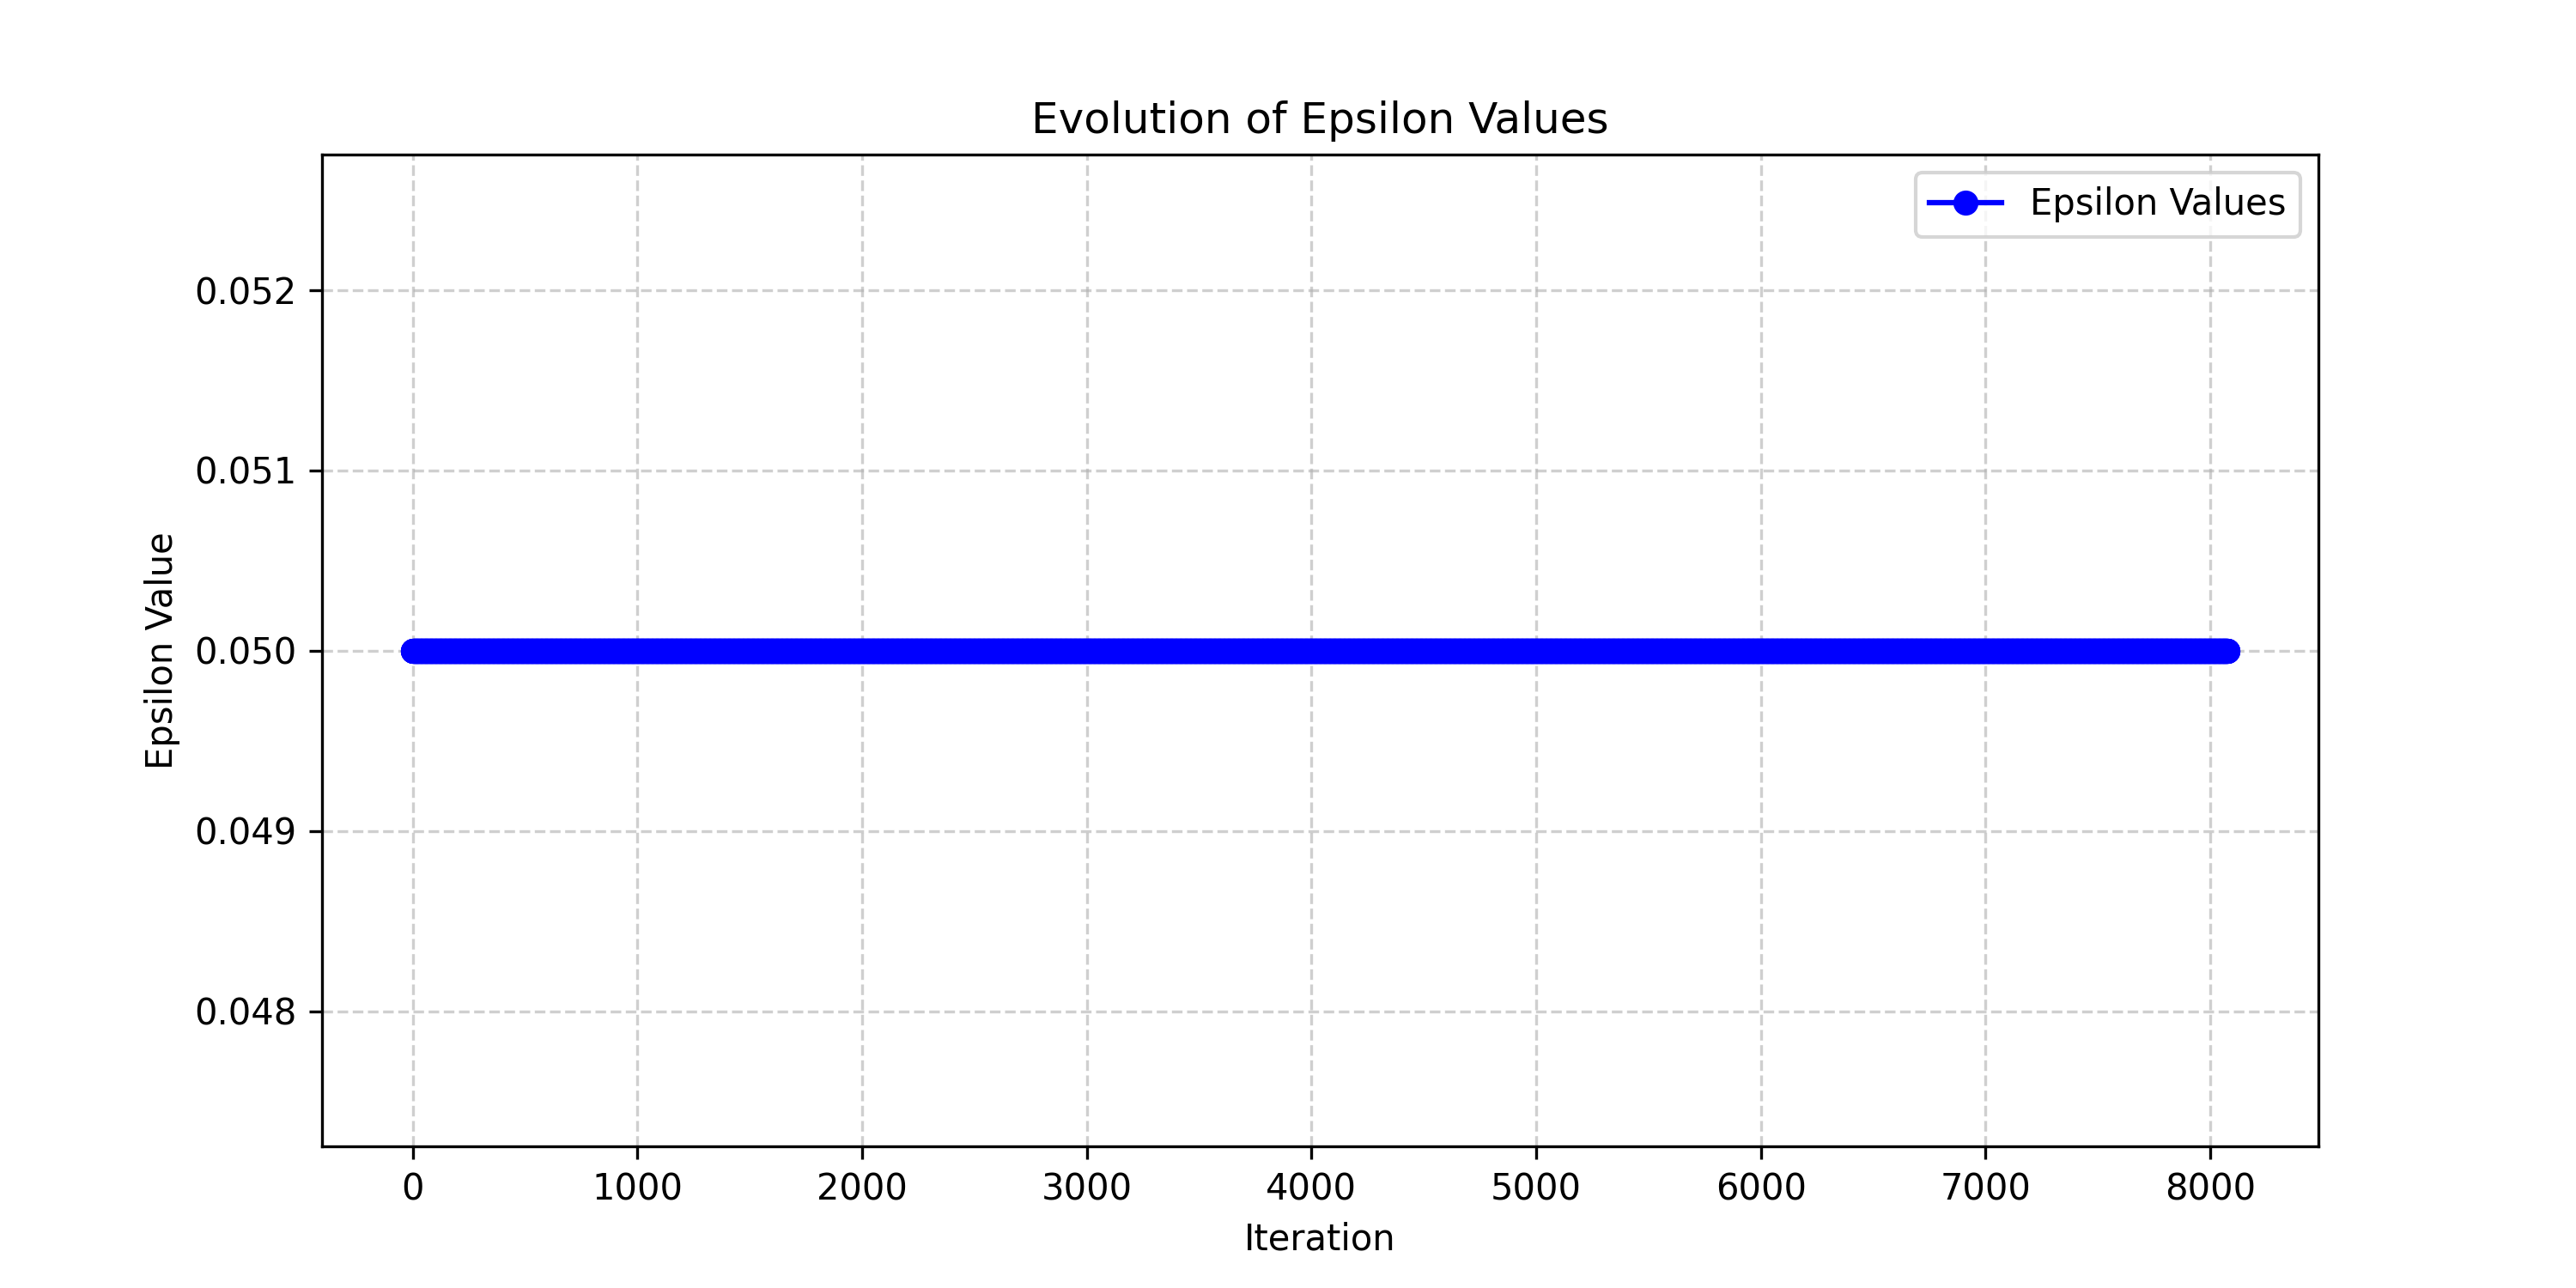 Evolution of Epsilon Values
Epsilon Values
Epsilon Value
0.052
0.051
0.050
0.049
0.048
0 1000 2000 3000 4000 5000 6000 7000 8000
Iteration